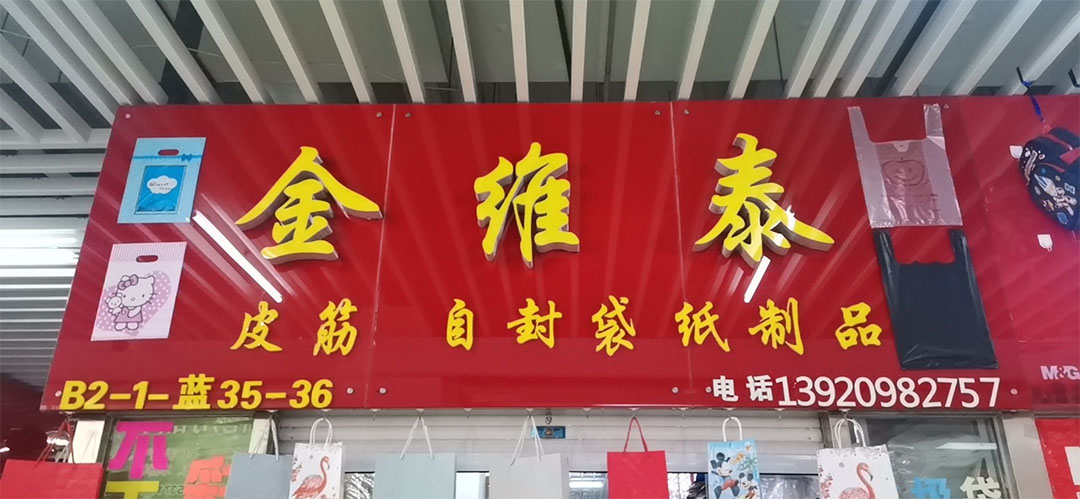 金维泰
皮筋 自封袋纸制品
B2-1-蓝35-36
电话13920982757
M&G
不